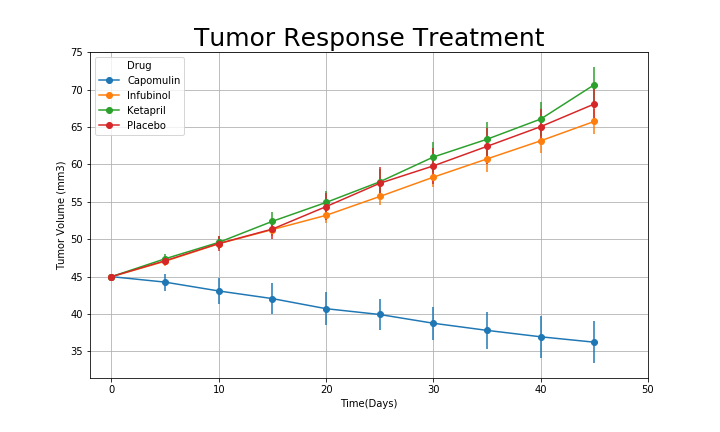 Tumor Response Treatment
75
70
65
60
55
50
45
40
35
Tumor Volume (mm3)
Drug
Capomulin
Infubinol
Ketapril
Placebo
0 10 20 30 40 50
Time(Days)